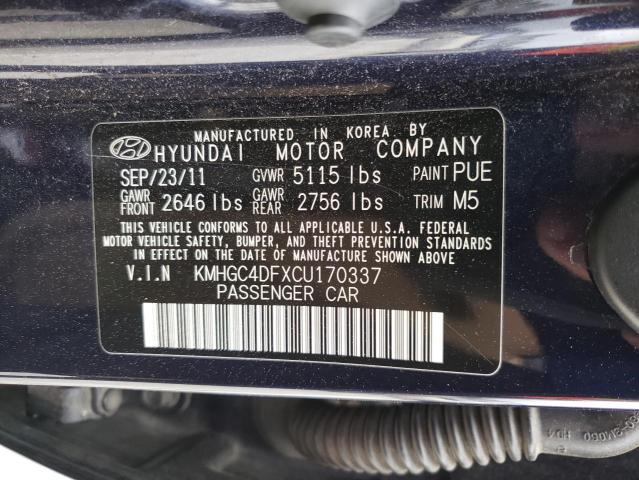 MANUFACTURED IN KOREA BY
HYUNDAI MOTOR COMPANY
SEP/23/11 GVWR 5115 lbs PAINT PUE
GAWR FRONT 2646 lbs GAWR REAR 2756 lbs TRIM M5
THIS VEHICLE CONFORMS TO ALL APPLICABLE U.S.A. FEDERAL
MOTOR VEHICLE SAFETY, BUMPER, AND THEFT PREVENTION STANDARDS
IN EFFECT ON THE DATE OF MANUFACTURE SHOWN ABOVE
V.I.N KMHGC4DFXCU170337
PASSENGER CAR